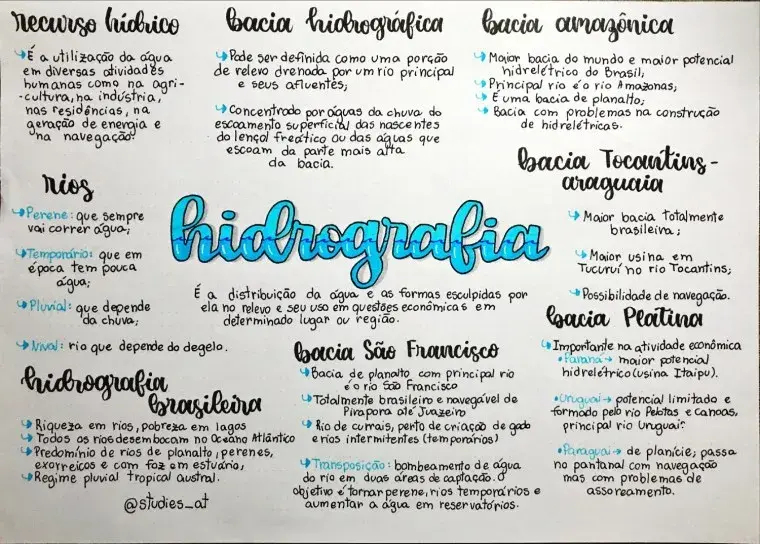 recurso hídrico
É a utilização da água
em diversas atividades
humanas como na agri-
-cultura, na indústria,
nas residências, na
geração de energia e
na navegação.
bacia hidrográfica
Pode ser definida como uma porção
de relevo drenada por um rio principal
e seus afluentes;
Concentrado por águas da chuva do
escoamento superficial das nascentes
do lençol freático ou das águas que
escoam da parte mais alta
da bacia.
bacia amazônica
Maior bacia do mundo e maior potencial
hidrelétrico do Brasil;
Principal rio é o rio Amazonas;
É uma bacia de planalto;
Bacia com problemas na construção
de hidrelétricas.
rios
Perene: que sempre
vai correr água;
Temporário: que em
época tem pouca
água;
Pluvial: que depende
da chuva;
Nival: rio que depende do degelo.
hidrografia
É a distribuição da água e as formas esculpidas por
ela no relevo e seu uso em questões econômicas em
determinado lugar ou região.
bacia Tocantins-
araguaia
Maior bacia totalmente
brasileira;
Maior usina em
Tucuruí no rio Tocantins;
Possibilidade de navegação.
hidrografia
brasileira
Riqueza em rios, pobreza em lagos
Todos os rios desembocam no Oceano Atlântico
Predomínio de rios de planalto, perenes,
exorreicos e com foz em estuário,
Regime pluvial tropical austral.
@studies_at
bacia São Francisco
Bacia de planalto com principal rio
é o rio São Francisco
Totalmente brasileiro e navegável de
Pirapora até Juazeiro
Rio de currais, perto de criação de gado
e rios intermitentes (temporários)
Transposição: bombeamento de água
do rio em duas áreas de captação. O
objetivo é tornar perene, rios temporários e
aumentar a água em reservatórios.
bacia Platina
Importante na atividade econômica
•Paraná→ maior potencial
hidrelétrico (usina Itaipu).
•Uruguai→ potencial limitado e
formado pelo rio Pelotas e canoas,
principal rio Uruguai.
•Paraguai→ de planície; passa
no pantanal com navegação
mas com problemas de
assoreamento.